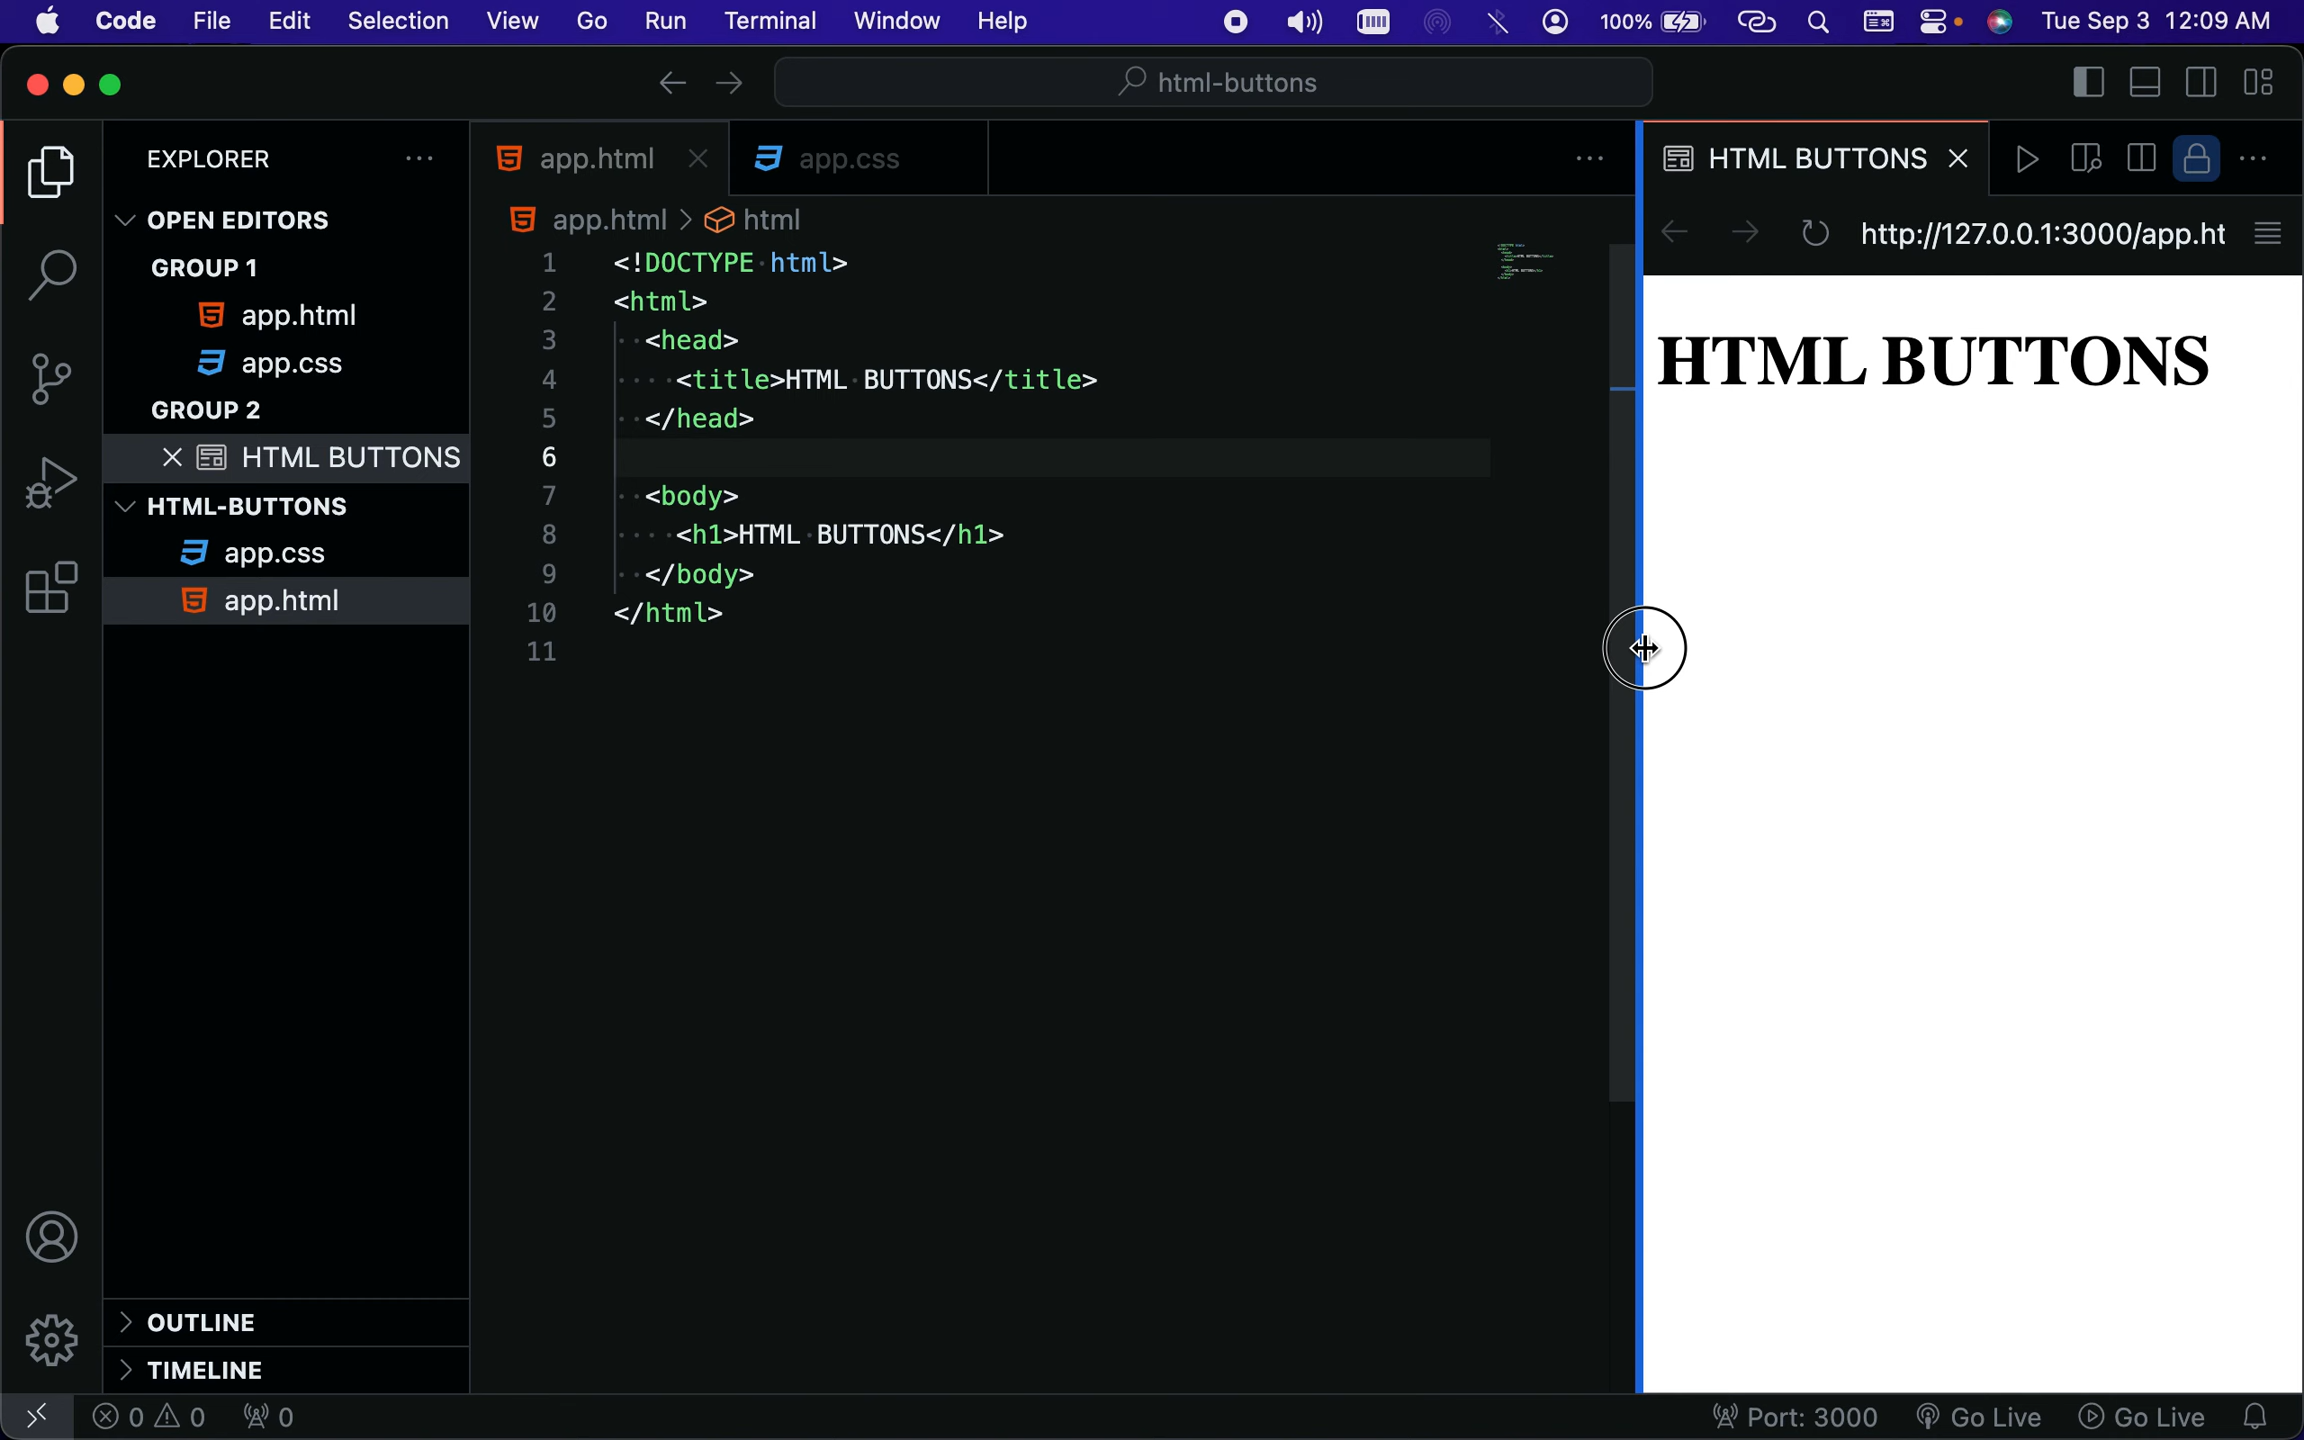 Code File Edit Selection View Go Run Terminal Window Help 100% Tue Sep 3 12:09 AM
html-buttons
EXPLORER
OPEN EDITORS
GROUP 1
app.html
app.css
GROUP 2
HTML BUTTONS
HTML-BUTTONS
app.css
app.html
OUTLINE
TIMELINE
app.html app.css
app.html > html
1 <!DOCTYPE html>
2 <html>
3 <head>
4 <title>HTML BUTTONS</title>
5 </head>
6
7 <body>
8 <h1>HTML BUTTONS</h1>
9 </body>
10 </html>
11
HTML BUTTONS
http://127.0.0.1:3000/app.ht
HTML BUTTONS
0 0 0 Port: 3000 Go Live Go Live